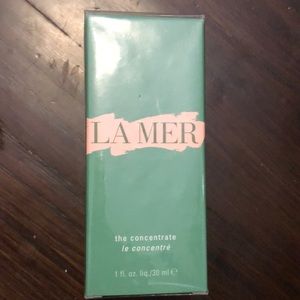 LA MER
the concentrate
le concentré
1 fl. oz. liq./30 ml ℮